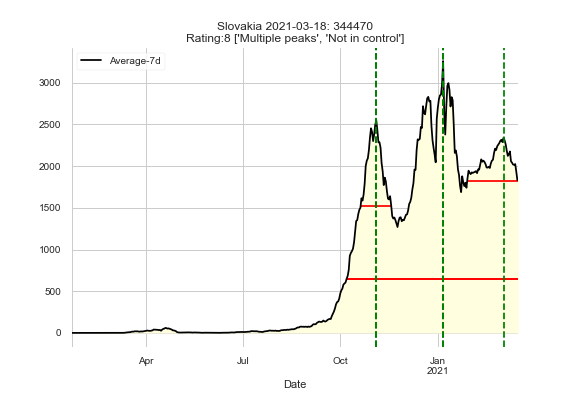 Slovakia 2021-03-18: 344470
Rating:8 ['Multiple peaks', 'Not in control']
Average-7d
3000
2500
2000
1500
1000
500
0
Apr
Jul
Oct
Jan
2021
Date